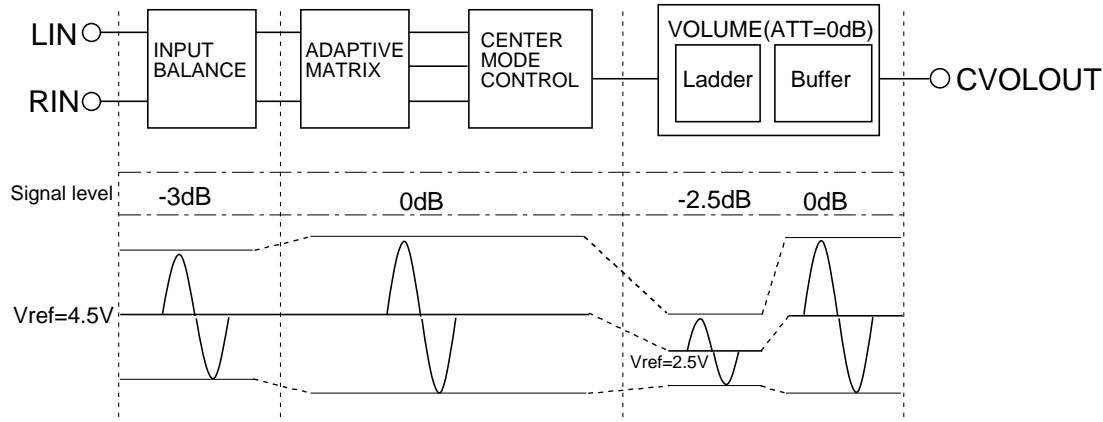 LIN
RIN
INPUT
BALANCE
ADAPTIVE
MATRIX
CENTER
MODE
CONTROL
VOLUME(ATT=0dB)
Ladder
Buffer
CVOLOUT
Signal level
-3dB
0dB
-2.5dB
0dB
Vref=4.5V
Vref=2.5V